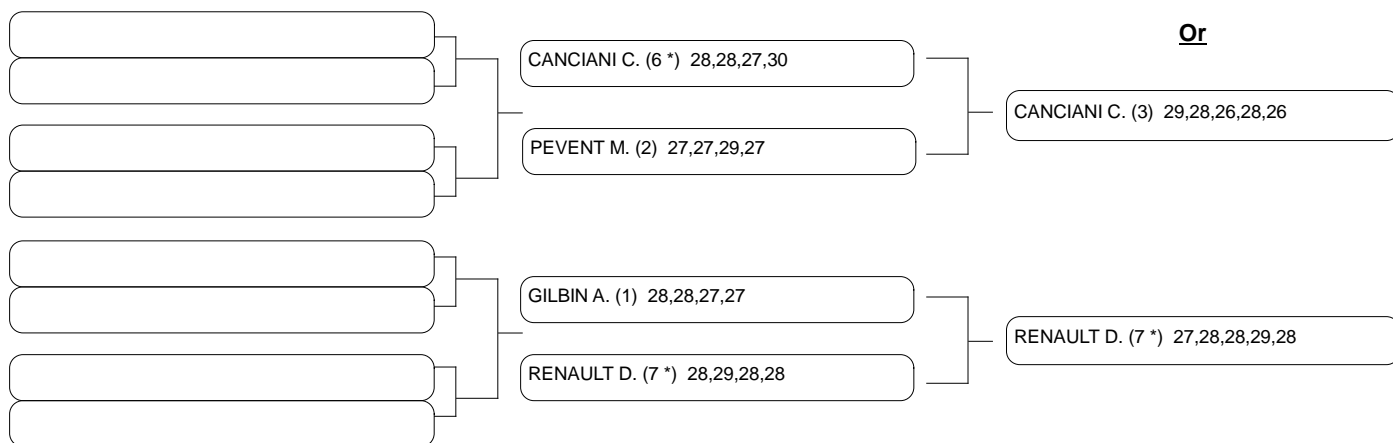 Or
CANCIANI C. (6 *) 28,28,27,30
PEVENT M. (2) 27,27,29,27
CANCIANI C. (3) 29,28,26,28,26
GILBIN A. (1) 28,28,27,27
RENAULT D. (7 *) 28,29,28,28
RENAULT D. (7 *) 27,28,28,29,28